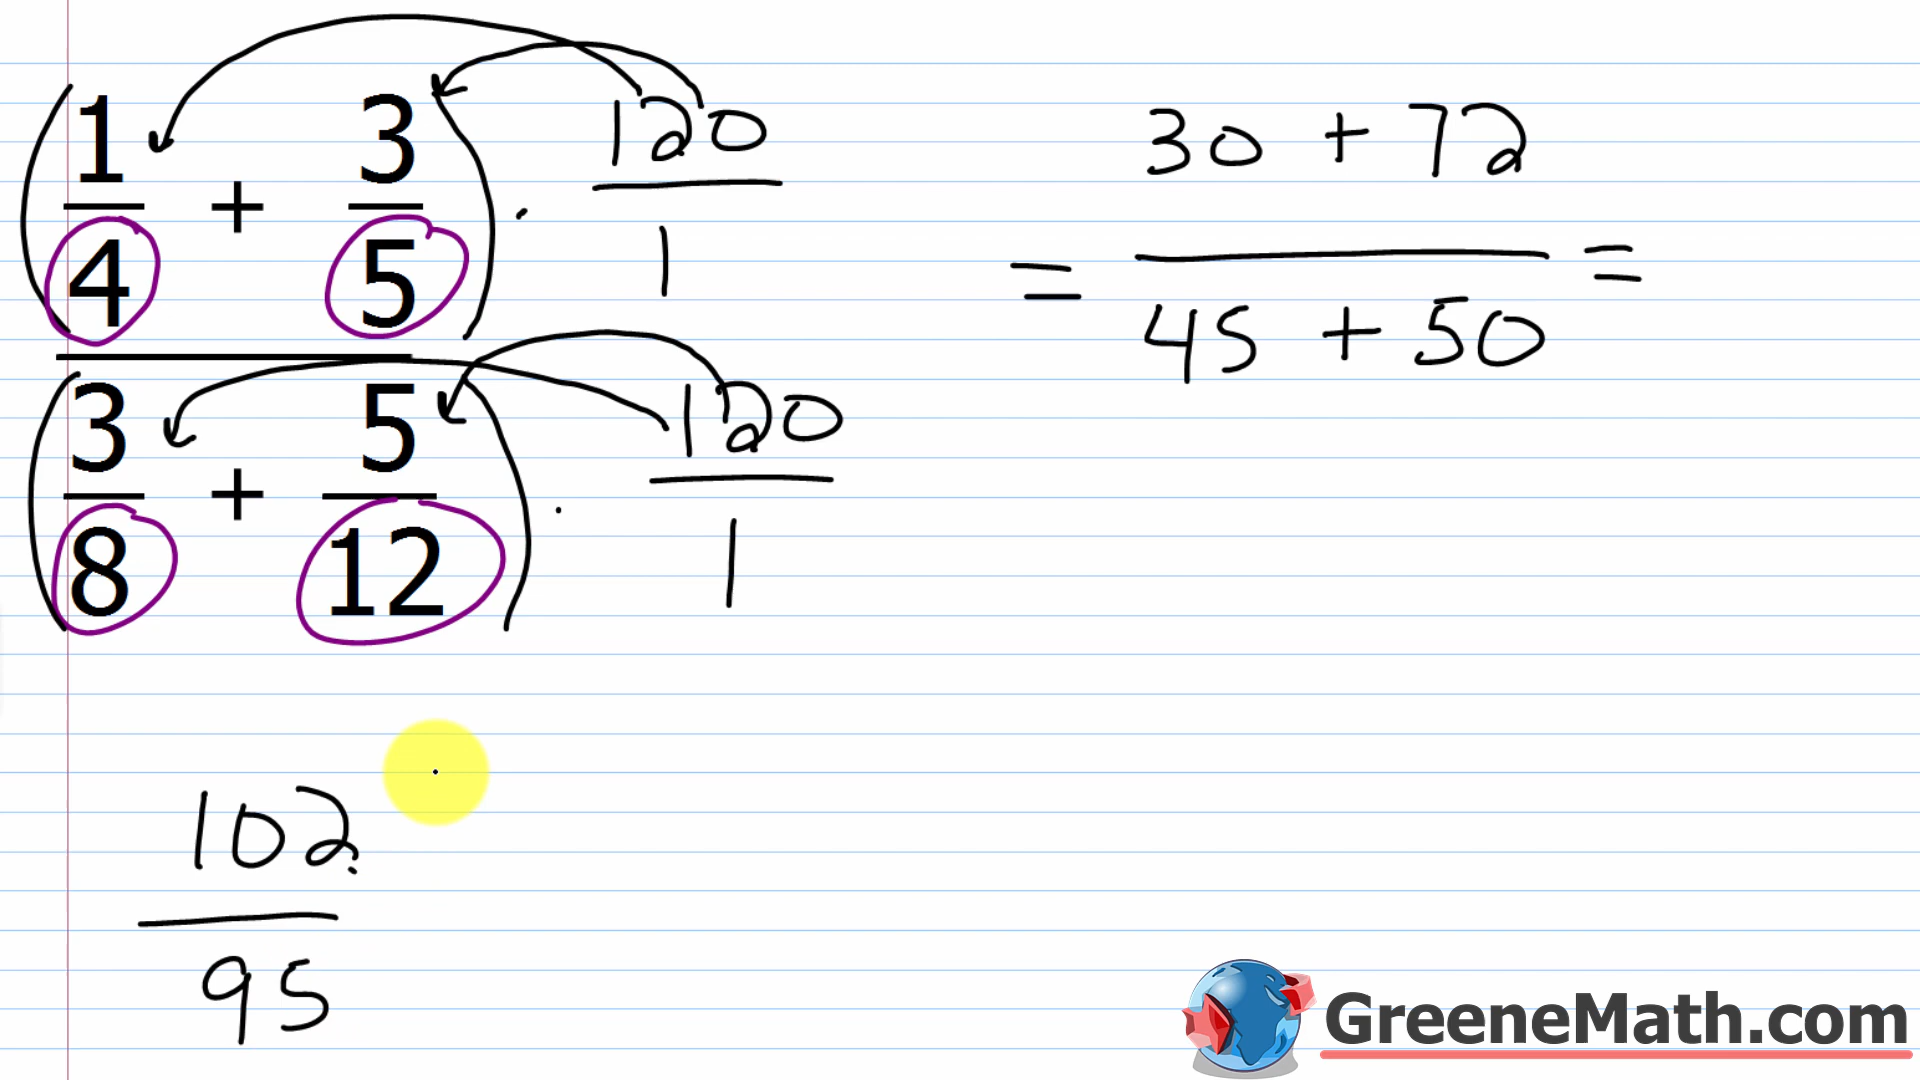 (1/4 + 3/5) · 120/1
(3/8 + 5/12) · 120/1
= 30 + 72 / 45 + 50 =
102/95
GreeneMath.com